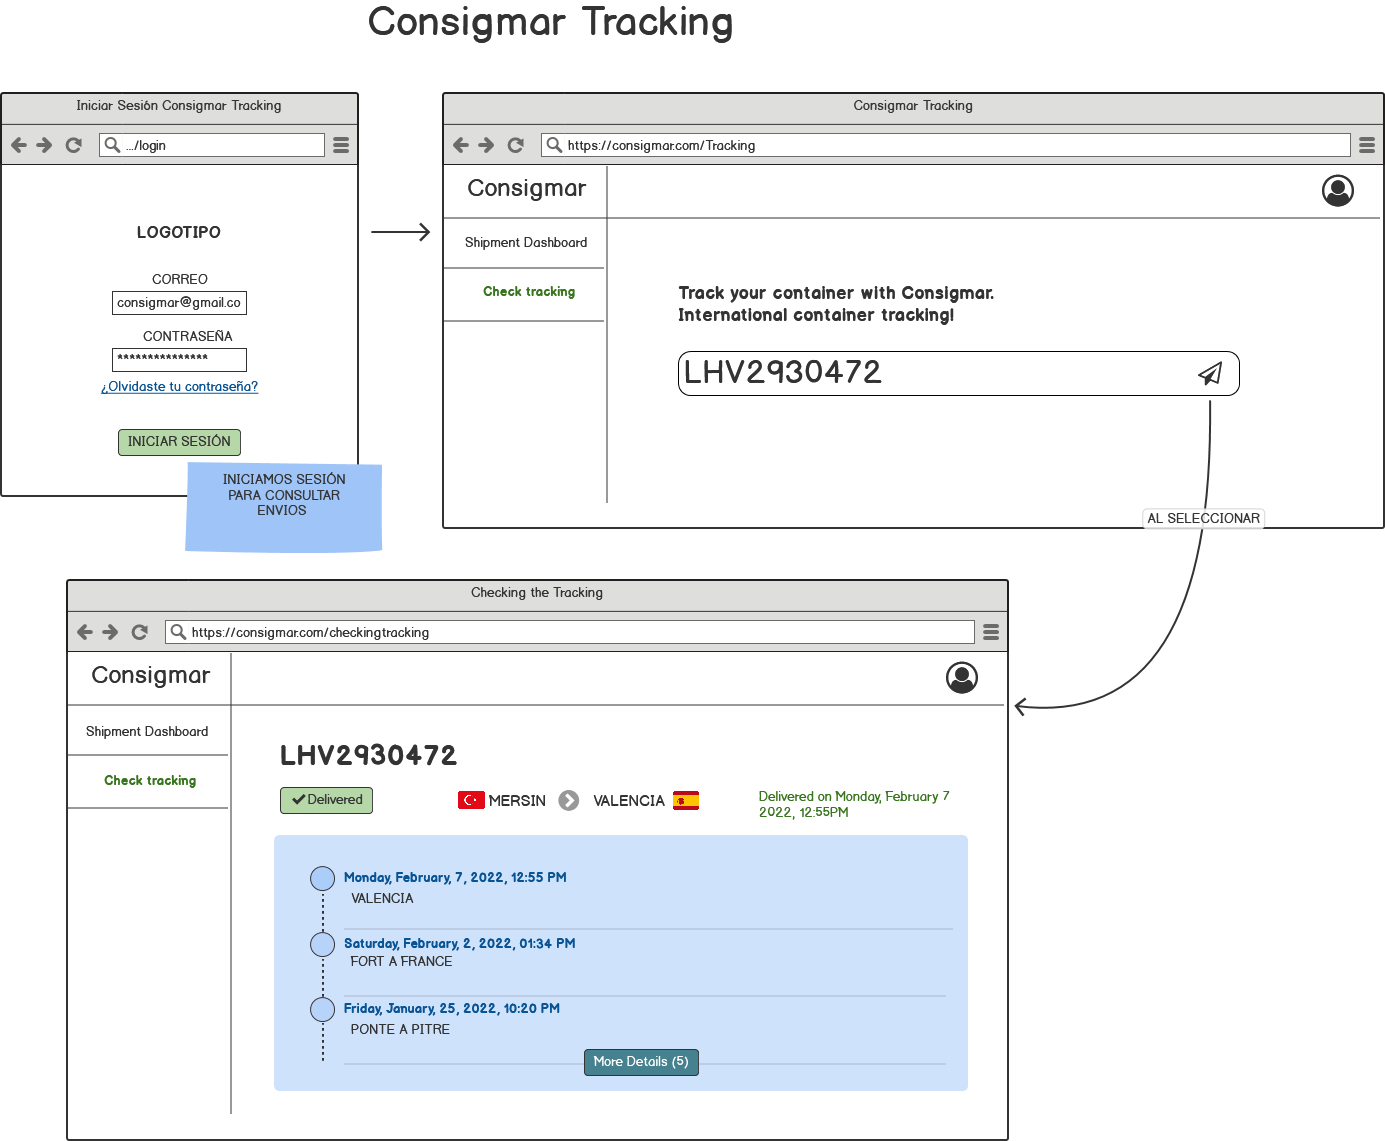 Consigmar Tracking
Iniciar Sesión Consigmar Tracking
.../login
LOGOTIPO
CORREO
consigmar@gmail.co
CONTRASEÑA
***************
¿Olvidaste tu contraseña?
INICIAR SESIÓN
INICIAMOS SESIÓN
PARA CONSULTAR
ENVIOS
Consigmar Tracking
https://consigmar.com/Tracking
Consigmar
Shipment Dashboard
Check tracking
Track your container with Consigmar.
International container tracking!
LHV2930472
AL SELECCIONAR
Checking the Tracking
https://consigmar.com/checkingtracking
Consigmar
Shipment Dashboard
Check tracking
LHV2930472
Delivered
MERSIN
VALENCIA
Delivered on Monday, February 7
2022, 12:55PM
Monday, February, 7, 2022, 12:55 PM
VALENCIA
Saturday, February, 2, 2022, 01:34 PM
FORT A FRANCE
Friday, January, 25, 2022, 10:20 PM
PONTE A PITRE
More Details (5)